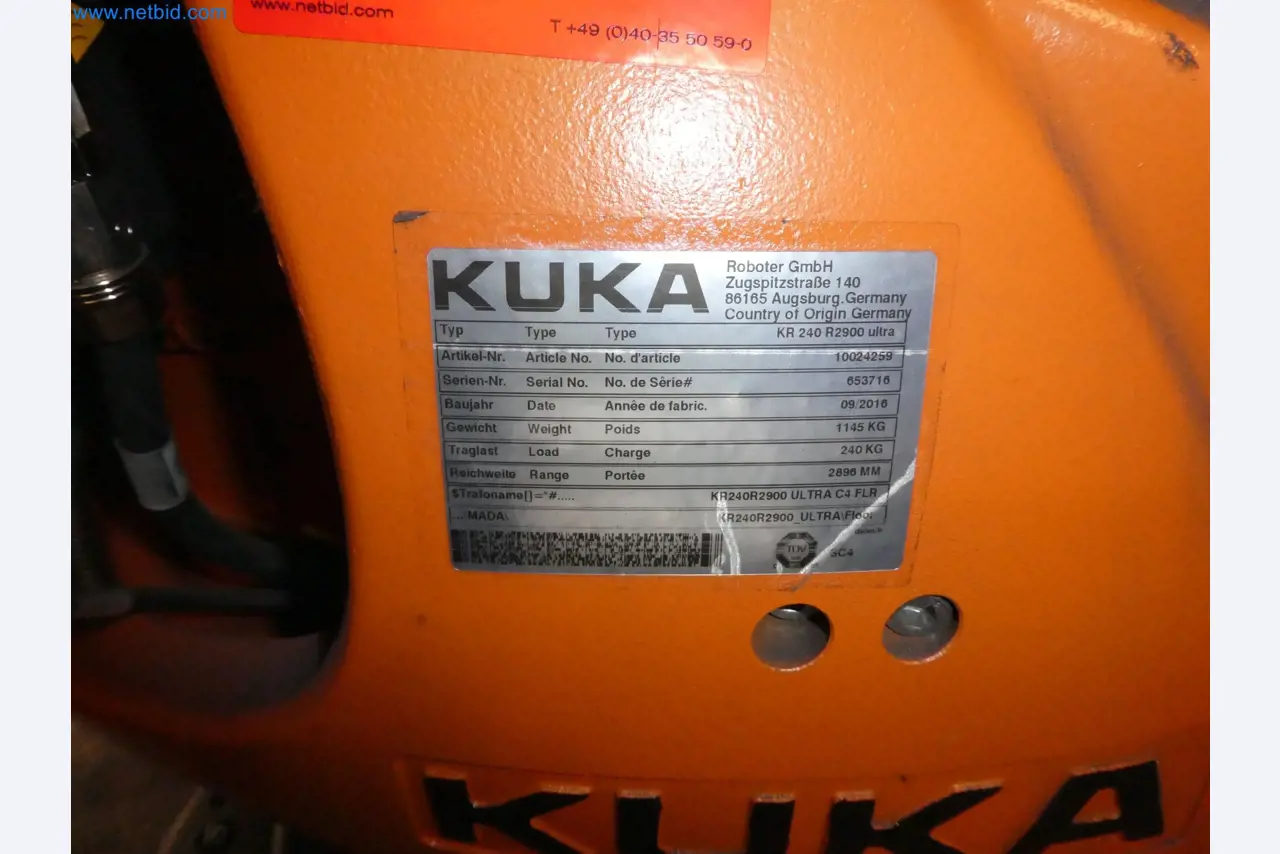 www.netbid.com
www.netbid.com
T +49 (0)40-35 50 59-0
KUKA
Roboter GmbH
Zugspitzstraße 140
86165 Augsburg.Germany
Country of Origin Germany
Typ Type Type KR 240 R2900 ultra
Artikel-Nr. Article No. No. d'article 10024259
Serien-Nr. Serial No. No. de Série# 653716
Baujahr Date Année de fabric. 09/2016
Gewicht Weight Poids 1145 KG
Traglast Load Charge 240 KG
Reichweite Range Portée 2896 MM
$Trafoname[]="#..... KR240R2900 ULTRA C4 FLR
...\MADA\ KR240R2900_ULTRA\Floor
TÜV
SC4
KUKA